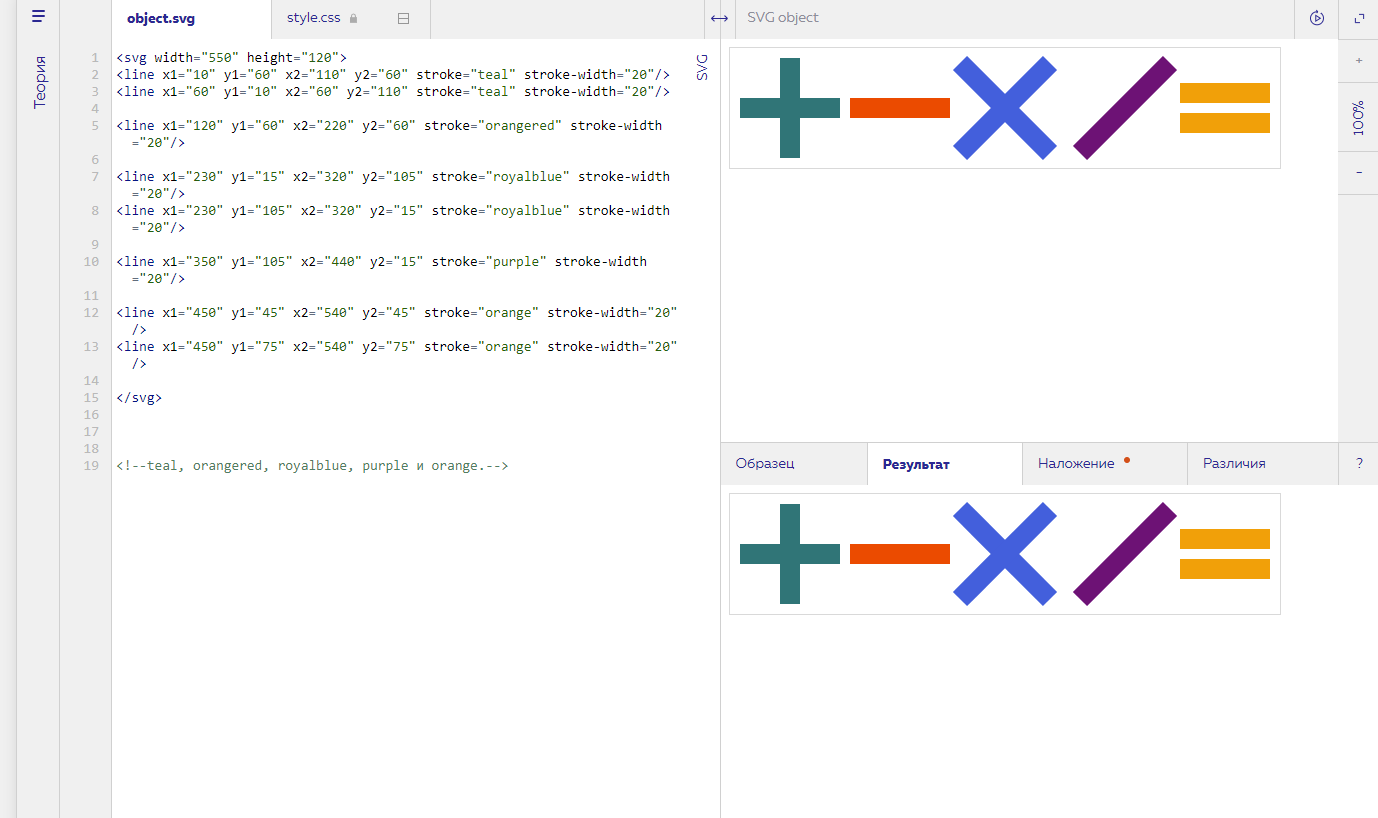 object.svg
style.css
SVG object
Теория
SVG
1 <svg width="550" height="120">
2 <line x1="10" y1="60" x2="110" y2="60" stroke="teal" stroke-width="20"/>
3 <line x1="60" y1="10" x2="60" y2="110" stroke="teal" stroke-width="20"/>
4
5 <line x1="120" y1="60" x2="220" y2="60" stroke="orangered" stroke-width
="20"/>
6
7 <line x1="230" y1="15" x2="320" y2="105" stroke="royalblue" stroke-width
="20"/>
8 <line x1="230" y1="105" x2="320" y2="15" stroke="royalblue" stroke-width
="20"/>
9
10 <line x1="350" y1="105" x2="440" y2="15" stroke="purple" stroke-width
="20"/>
11
12 <line x1="450" y1="45" x2="540" y2="45" stroke="orange" stroke-width="20"
/>
13 <line x1="450" y1="75" x2="540" y2="75" stroke="orange" stroke-width="20"
/>
14
15 </svg>
16
17
18
19 <!--teal, orangered, royalblue, purple и orange.-->
+
100%
-
Образец
Результат
Наложение
Различия
?